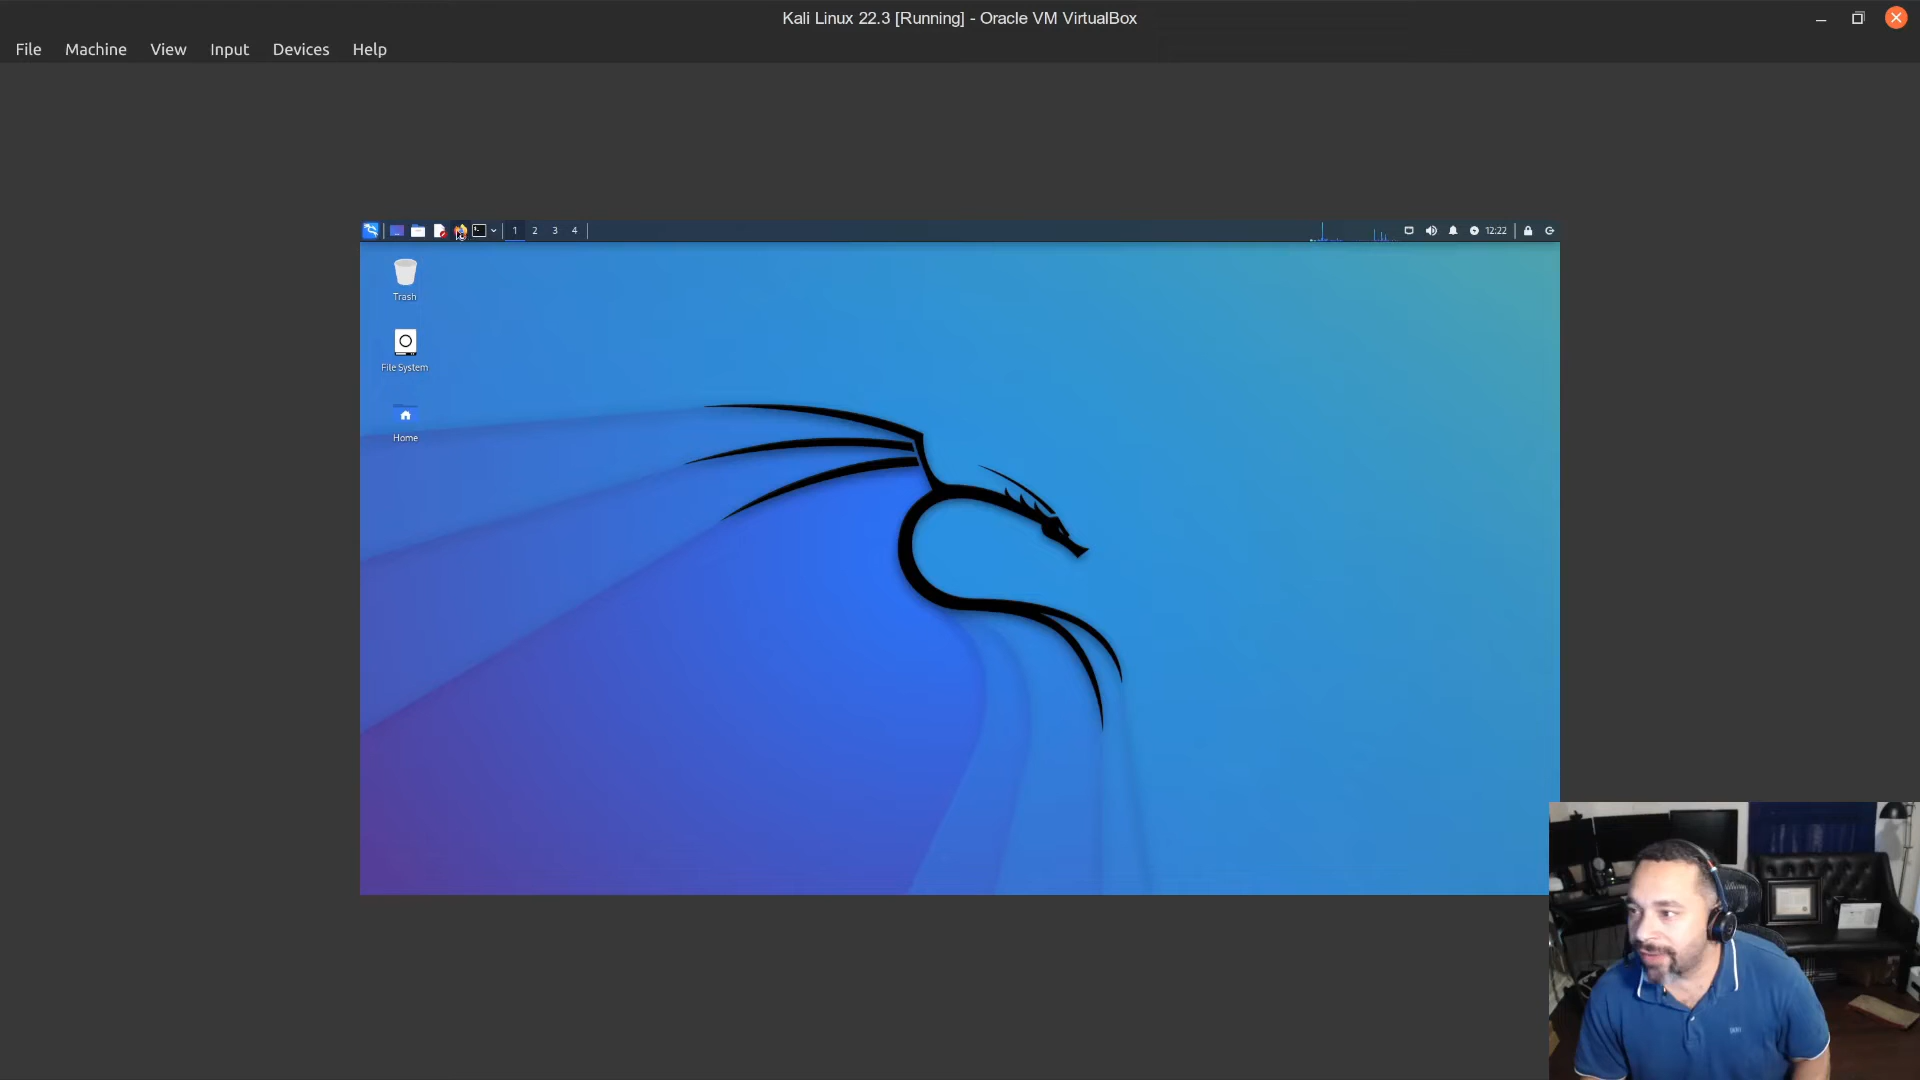 Kali Linux 22.3 [Running] - Oracle VM VirtualBox
File Machine View Input Devices Help
1 2 3 4
12:22
Trash
File System
Home